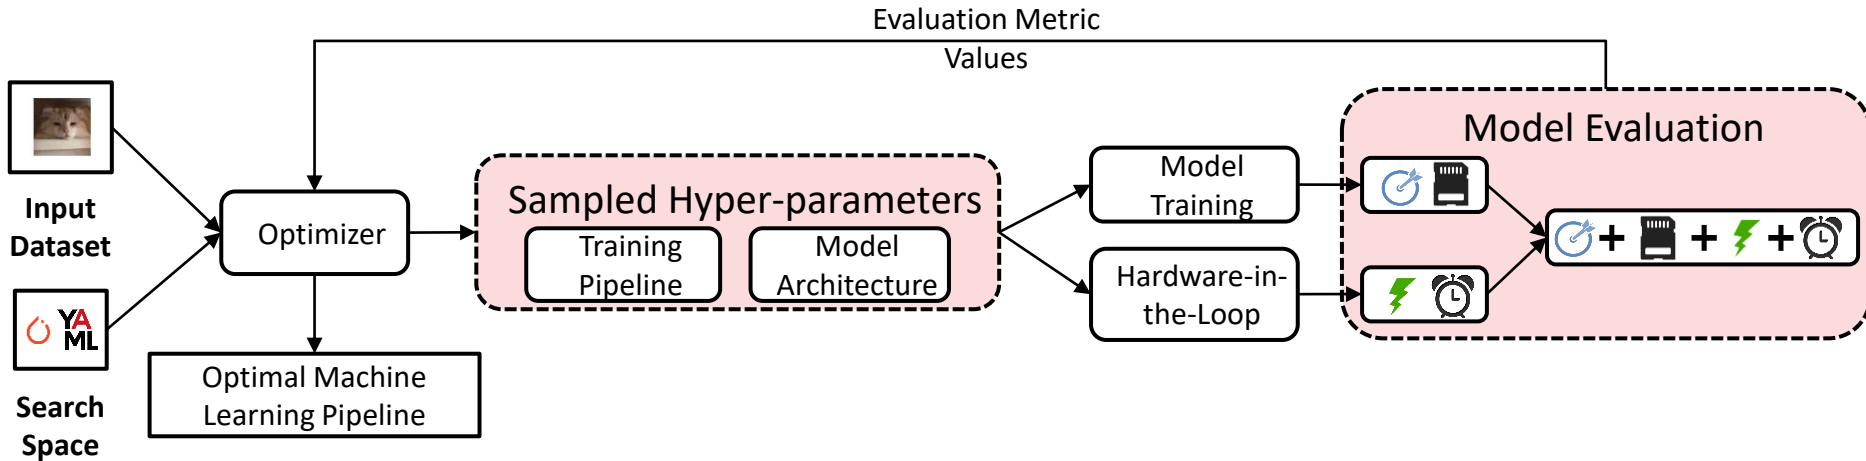 Evaluation Metric
Values
Input
Dataset
YA
ML
Search
Space
Optimizer
Optimal Machine
Learning Pipeline
Sampled Hyper-parameters
Training
Pipeline
Model
Architecture
Model
Training
Hardware-in-
the-Loop
Model Evaluation
+ + +